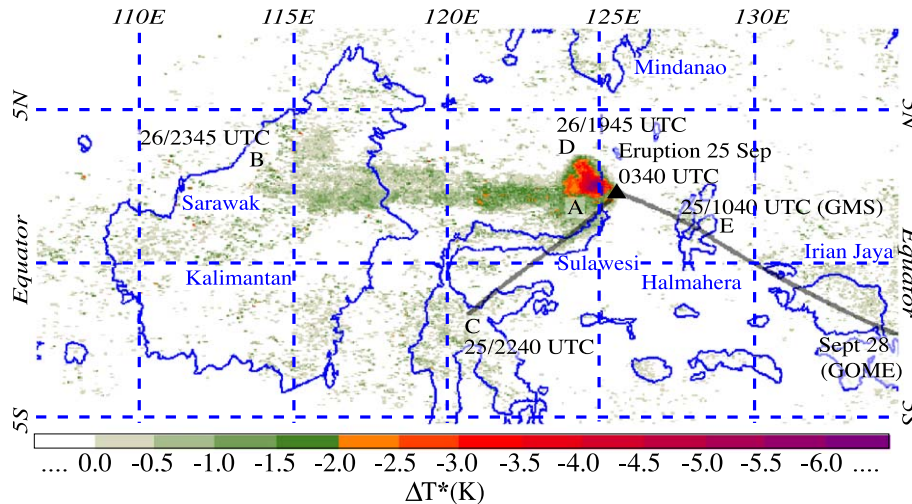 110E 115E 120E 125E 130E
Mindanao
5N 5N
26/1945 UTC
26/2345 UTC
D
Eruption 25 Sep
B
0340 UTC
Sarawak
A
25/1040 UTC (GMS)
E
Equator Equator
Irian Jaya
Sulawesi
Kalimantan
Halmahera
C
25/2240 UTC
Sept 28
(GOME)
5S 5S
.... 0.0 -0.5 -1.0 -1.5 -2.0 -2.5 -3.0 -3.5 -4.0 -4.5 -5.0 -5.5 -6.0 ....
ΔT*(K)